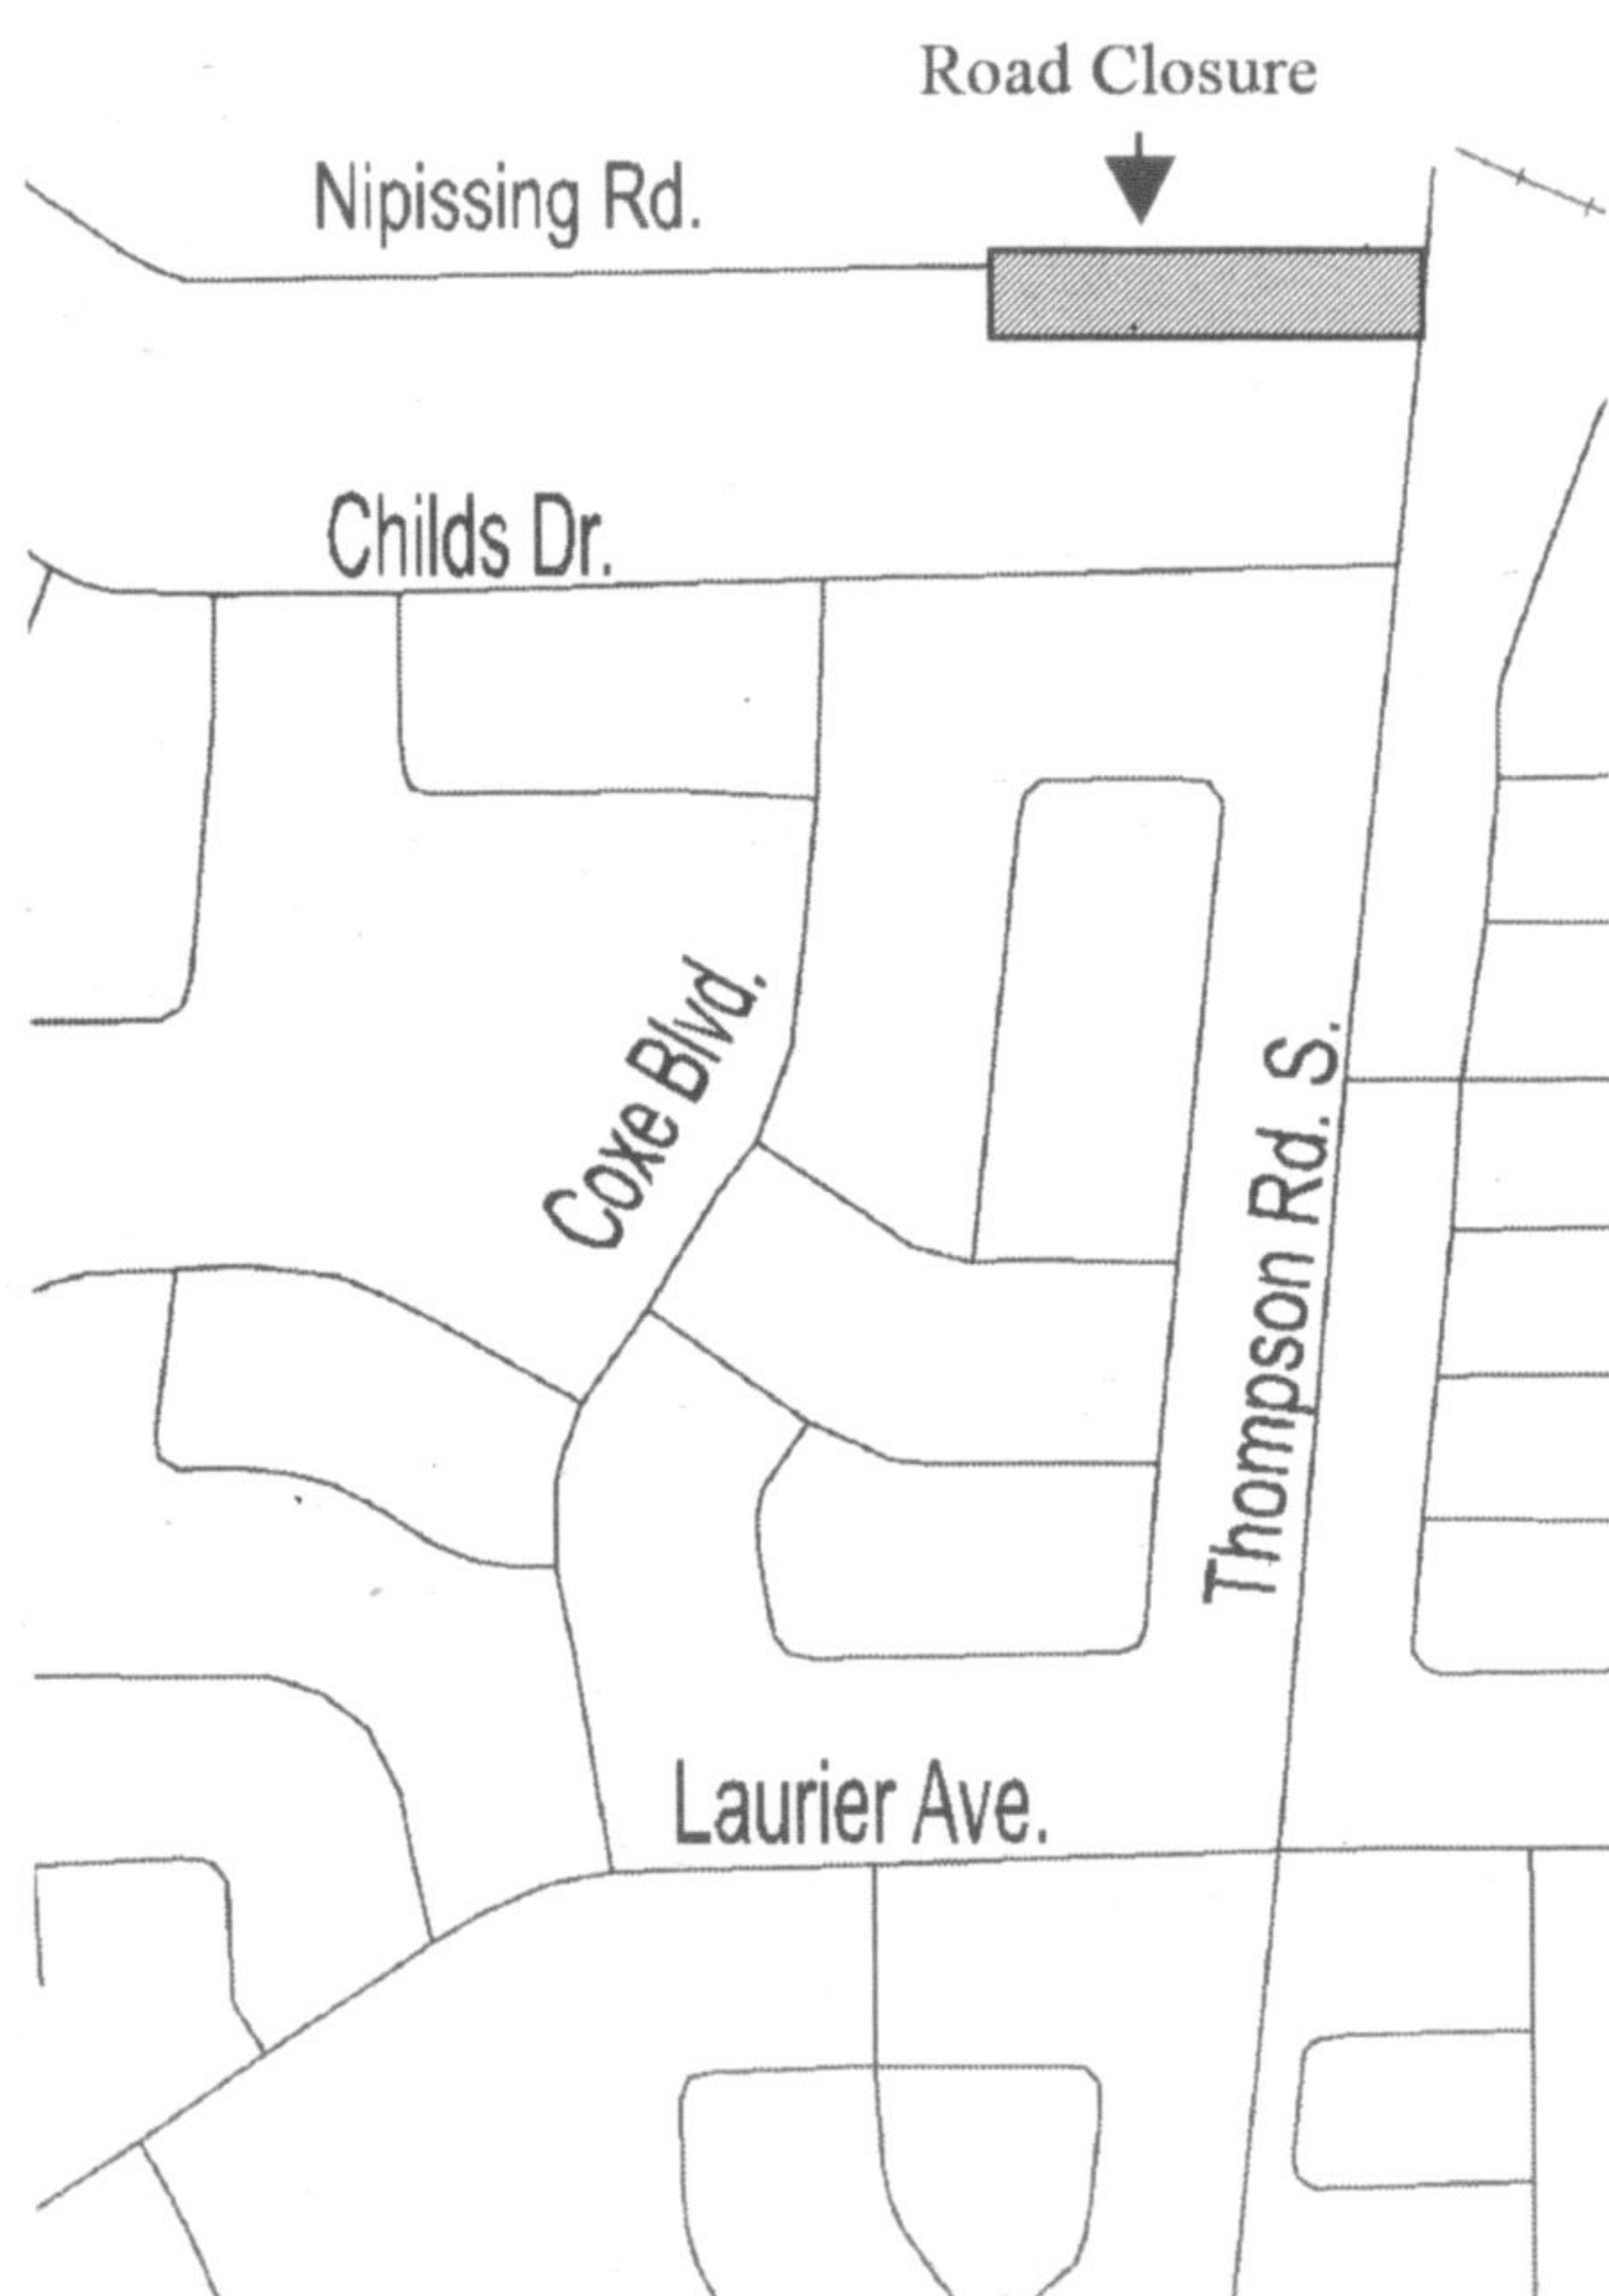 Road Closure
Nipissing Rd.
Childs Dr.
Coxe Blvd.
Thompson Rd. S.
Laurier Ave.